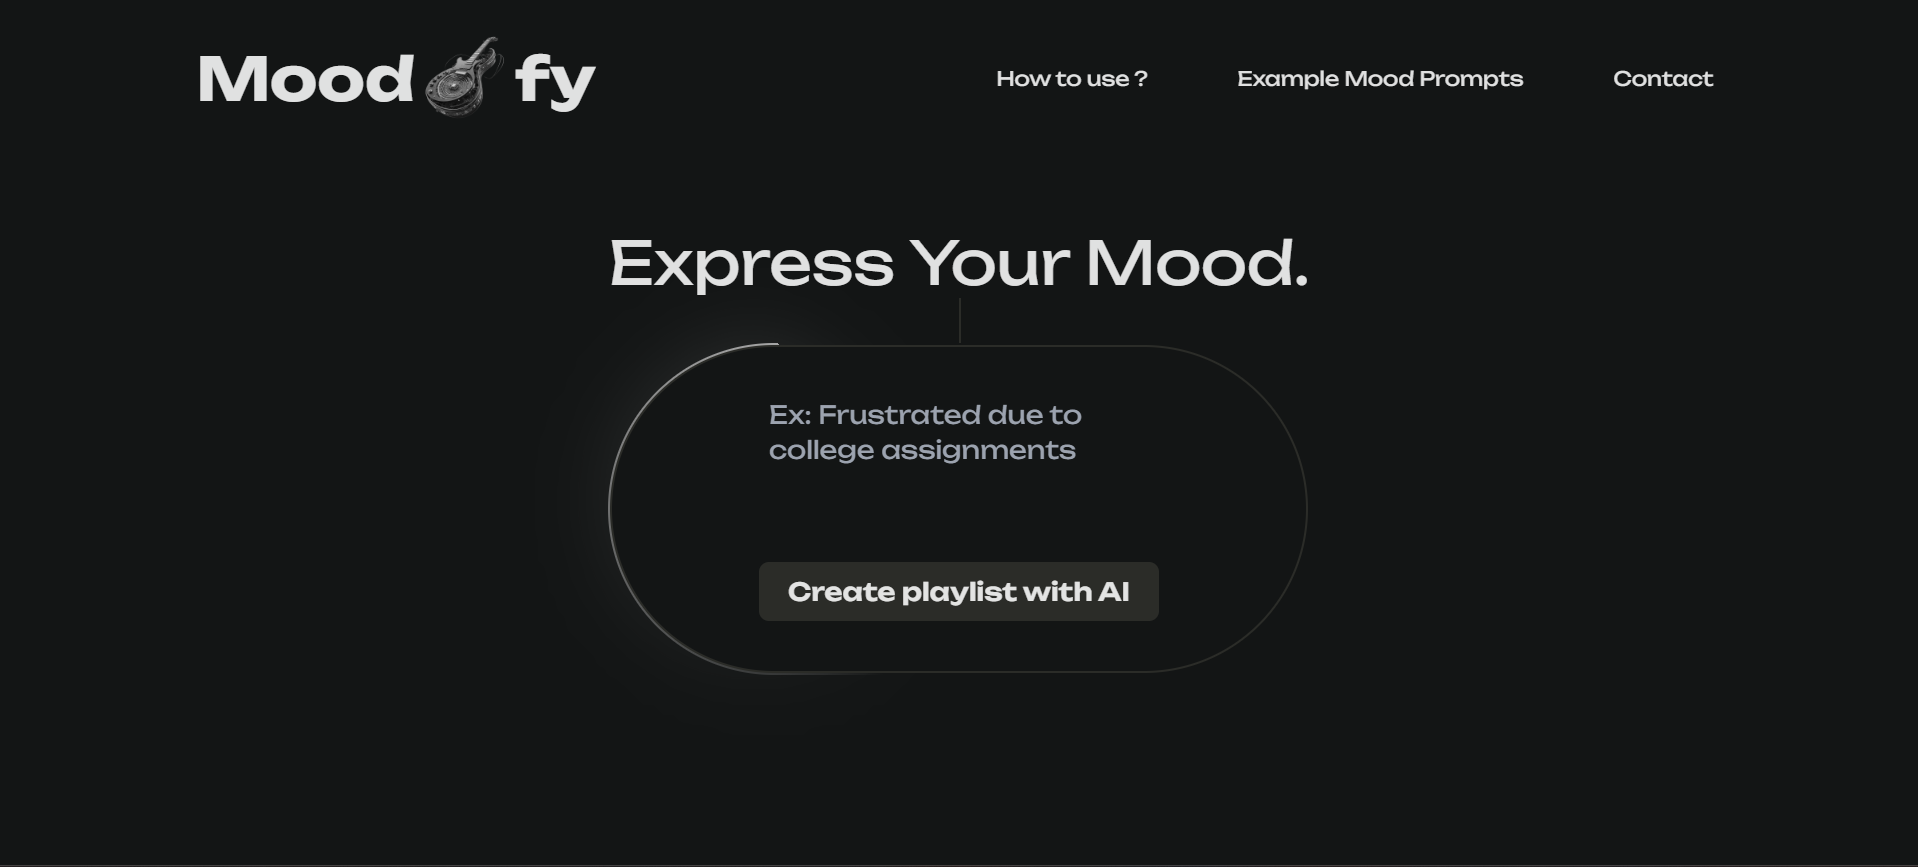 Mood fy
How to use ?
Example Mood Prompts
Contact
Express Your Mood.
Ex: Frustrated due to
college assignments
Create playlist with AI